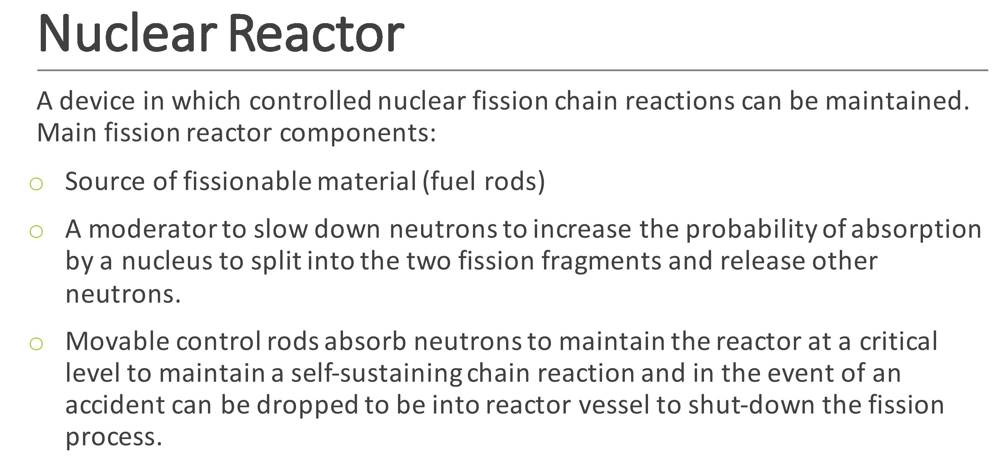 Nuclear Reactor
A device in which controlled nuclear fission chain reactions can be maintained.
Main fission reactor components:
Source of fissionable material (fuel rods)
A moderator to slow down neutrons to increase the probability of absorption
by a nucleus to split into the two fission fragments and release other
neutrons.
Movable control rods absorb neutrons to maintain the reactor at a critical
level to maintain a self-sustaining chain reaction and in the event of an
accident can be dropped to be into reactor vessel to shut-down the fission
process.